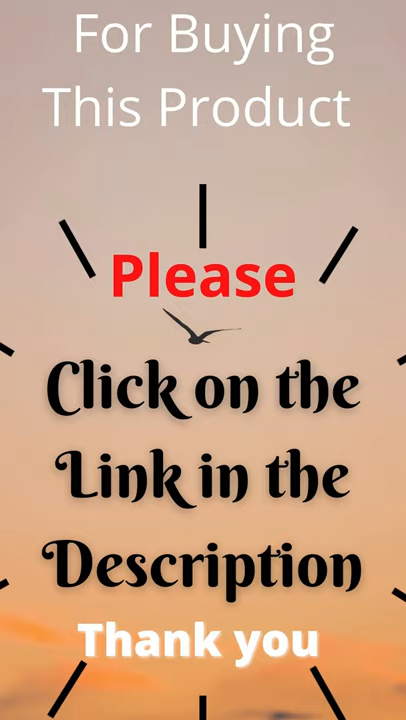 For Buying
This Product
Please
Click on the
Link in the
Description
Thank you